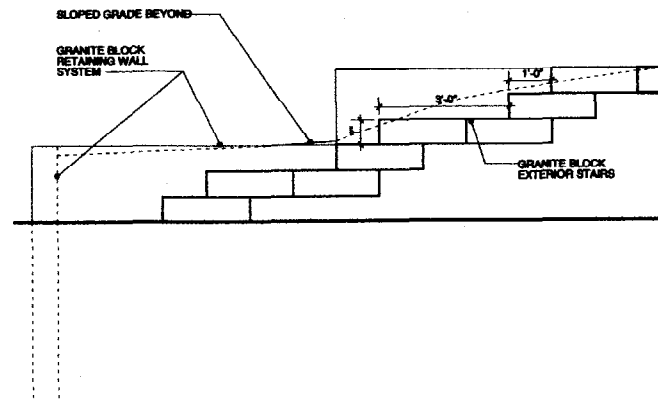 SLOPED GRADE BEYOND
GRANITE BLOCK
RETAINING WALL
SYSTEM
1'-0"
3'-0"
GRANITE BLOCK
EXTERIOR STAIRS